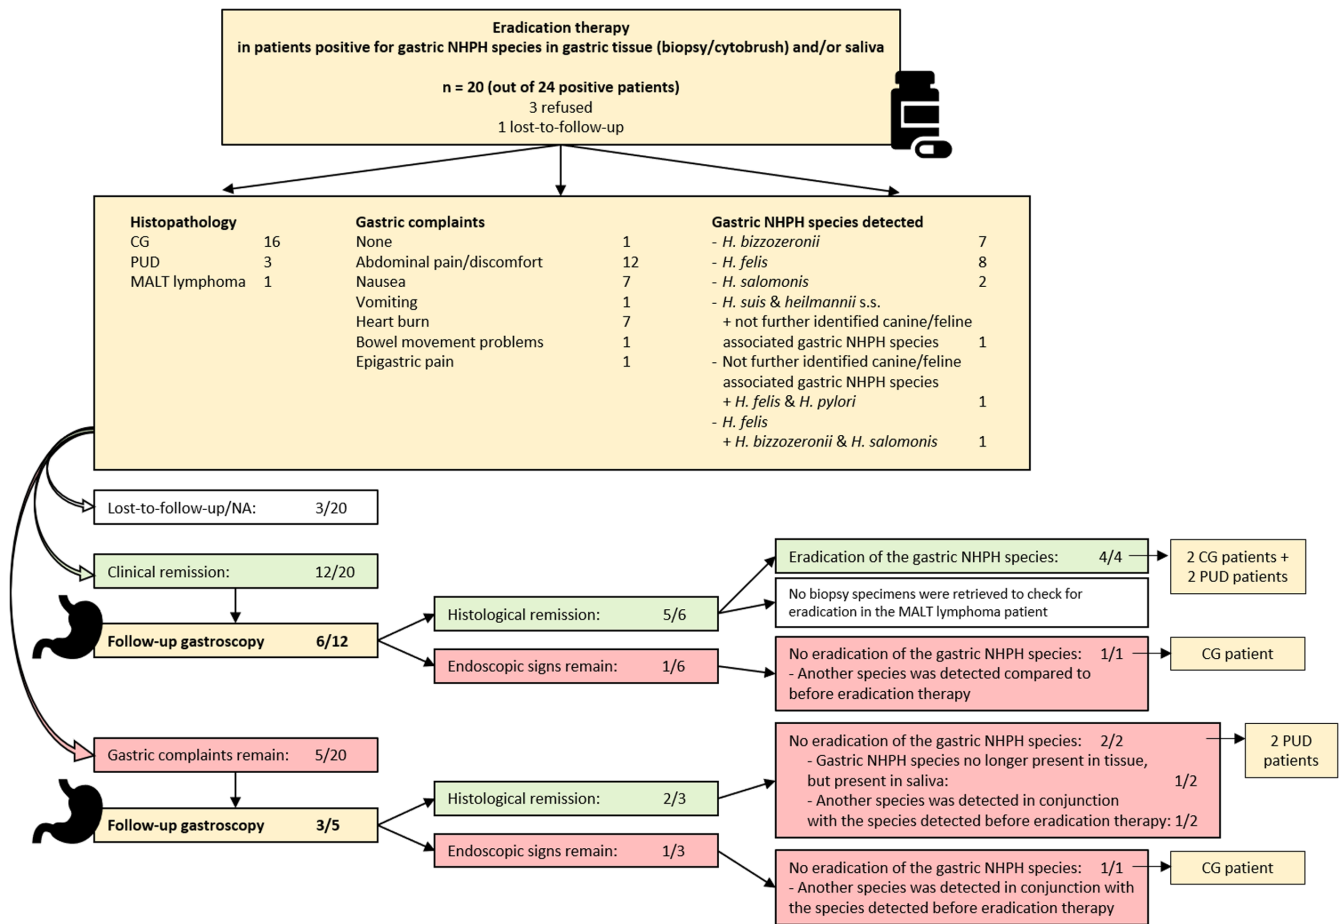 Eradication therapy
in patients positive for gastric NHPH species in gastric tissue (biopsy/cytobrush) and/or saliva
n = 20 (out of 24 positive patients)
3 refused
1 lost-to-follow-up
Histopathology
CG 16
PUD 3
MALT lymphoma 1
Gastric complaints
None 1
Abdominal pain/discomfort 12
Nausea 7
Vomiting 1
Heart burn 7
Bowel movement problems 1
Epigastric pain 1
Gastric NHPH species detected
- H. bizzozeronii 7
- H. felis 8
- H. salomonis 2
- H. suis & heilmannii s.s.
+ not further identified canine/feline
associated gastric NHPH species 1
- Not further identified canine/feline
associated gastric NHPH species
+ H. felis & H. pylori 1
- H. felis
+ H. bizzozeronii & H. salomonis 1
Lost-to-follow-up/NA: 3/20
Clinical remission: 12/20
Follow-up gastroscopy 6/12
Histological remission: 5/6
Endoscopic signs remain: 1/6
Eradication of the gastric NHPH species: 4/4
2 CG patients +
2 PUD patients
No biopsy specimens were retrieved to check for
eradication in the MALT lymphoma patient
No eradication of the gastric NHPH species: 1/1
- Another species was detected compared to
before eradication therapy
CG patient
Gastric complaints remain: 5/20
Follow-up gastroscopy 3/5
Histological remission: 2/3
Endoscopic signs remain: 1/3
No eradication of the gastric NHPH species: 2/2
- Gastric NHPH species no longer present in tissue,
but present in saliva: 1/2
- Another species was detected in conjunction
with the species detected before eradication therapy: 1/2
2 PUD
patients
No eradication of the gastric NHPH species: 1/1
- Another species was detected in conjunction with
the species detected before eradication therapy
CG patient